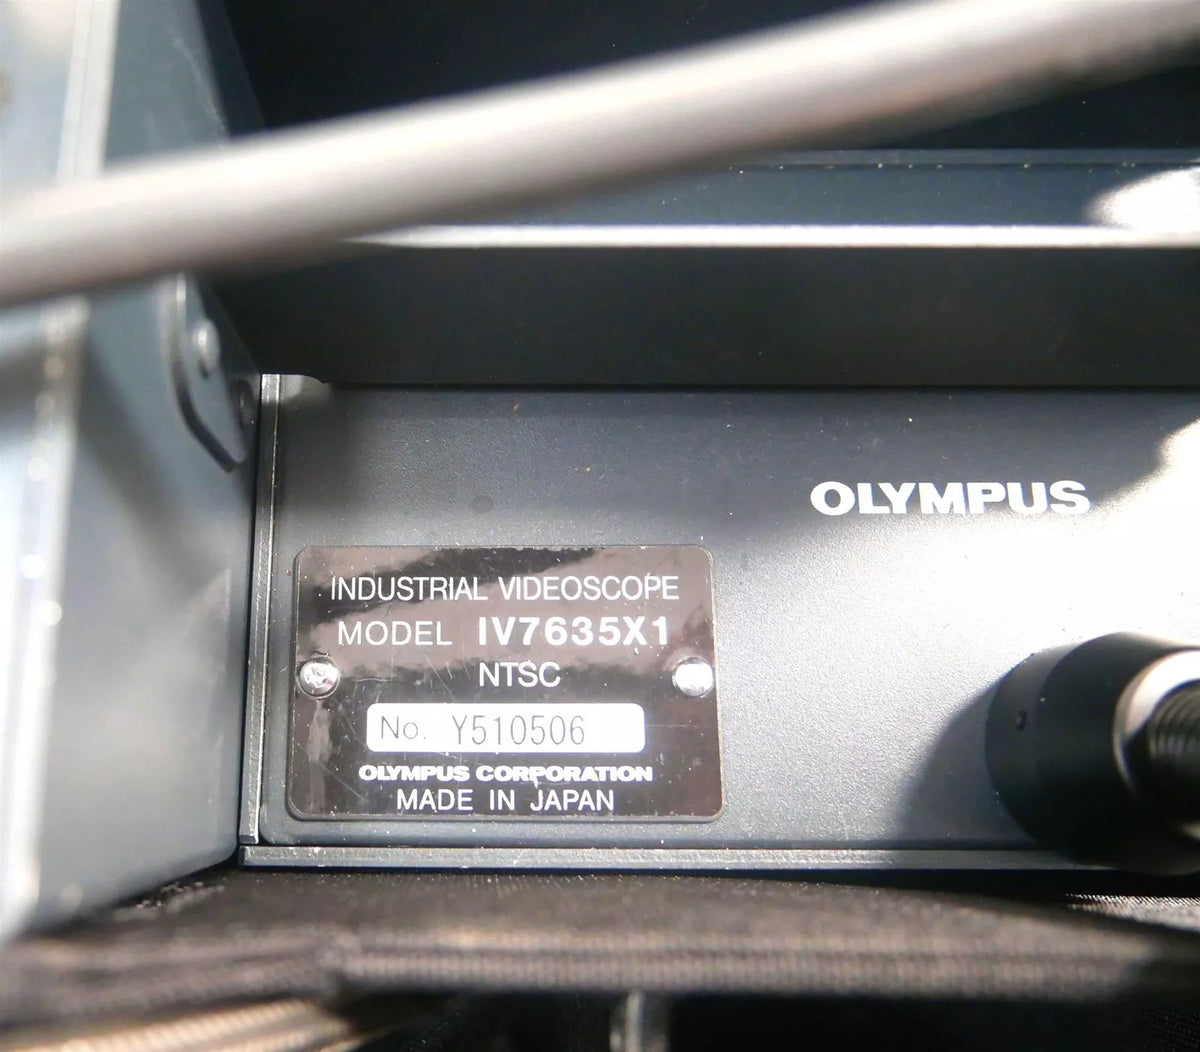 OLYMPUS
INDUSTRIAL VIDEOSCOPE
MODEL IV7635X1
NTSC
No. Y510506
OLYMPUS CORPORATION
MADE IN JAPAN